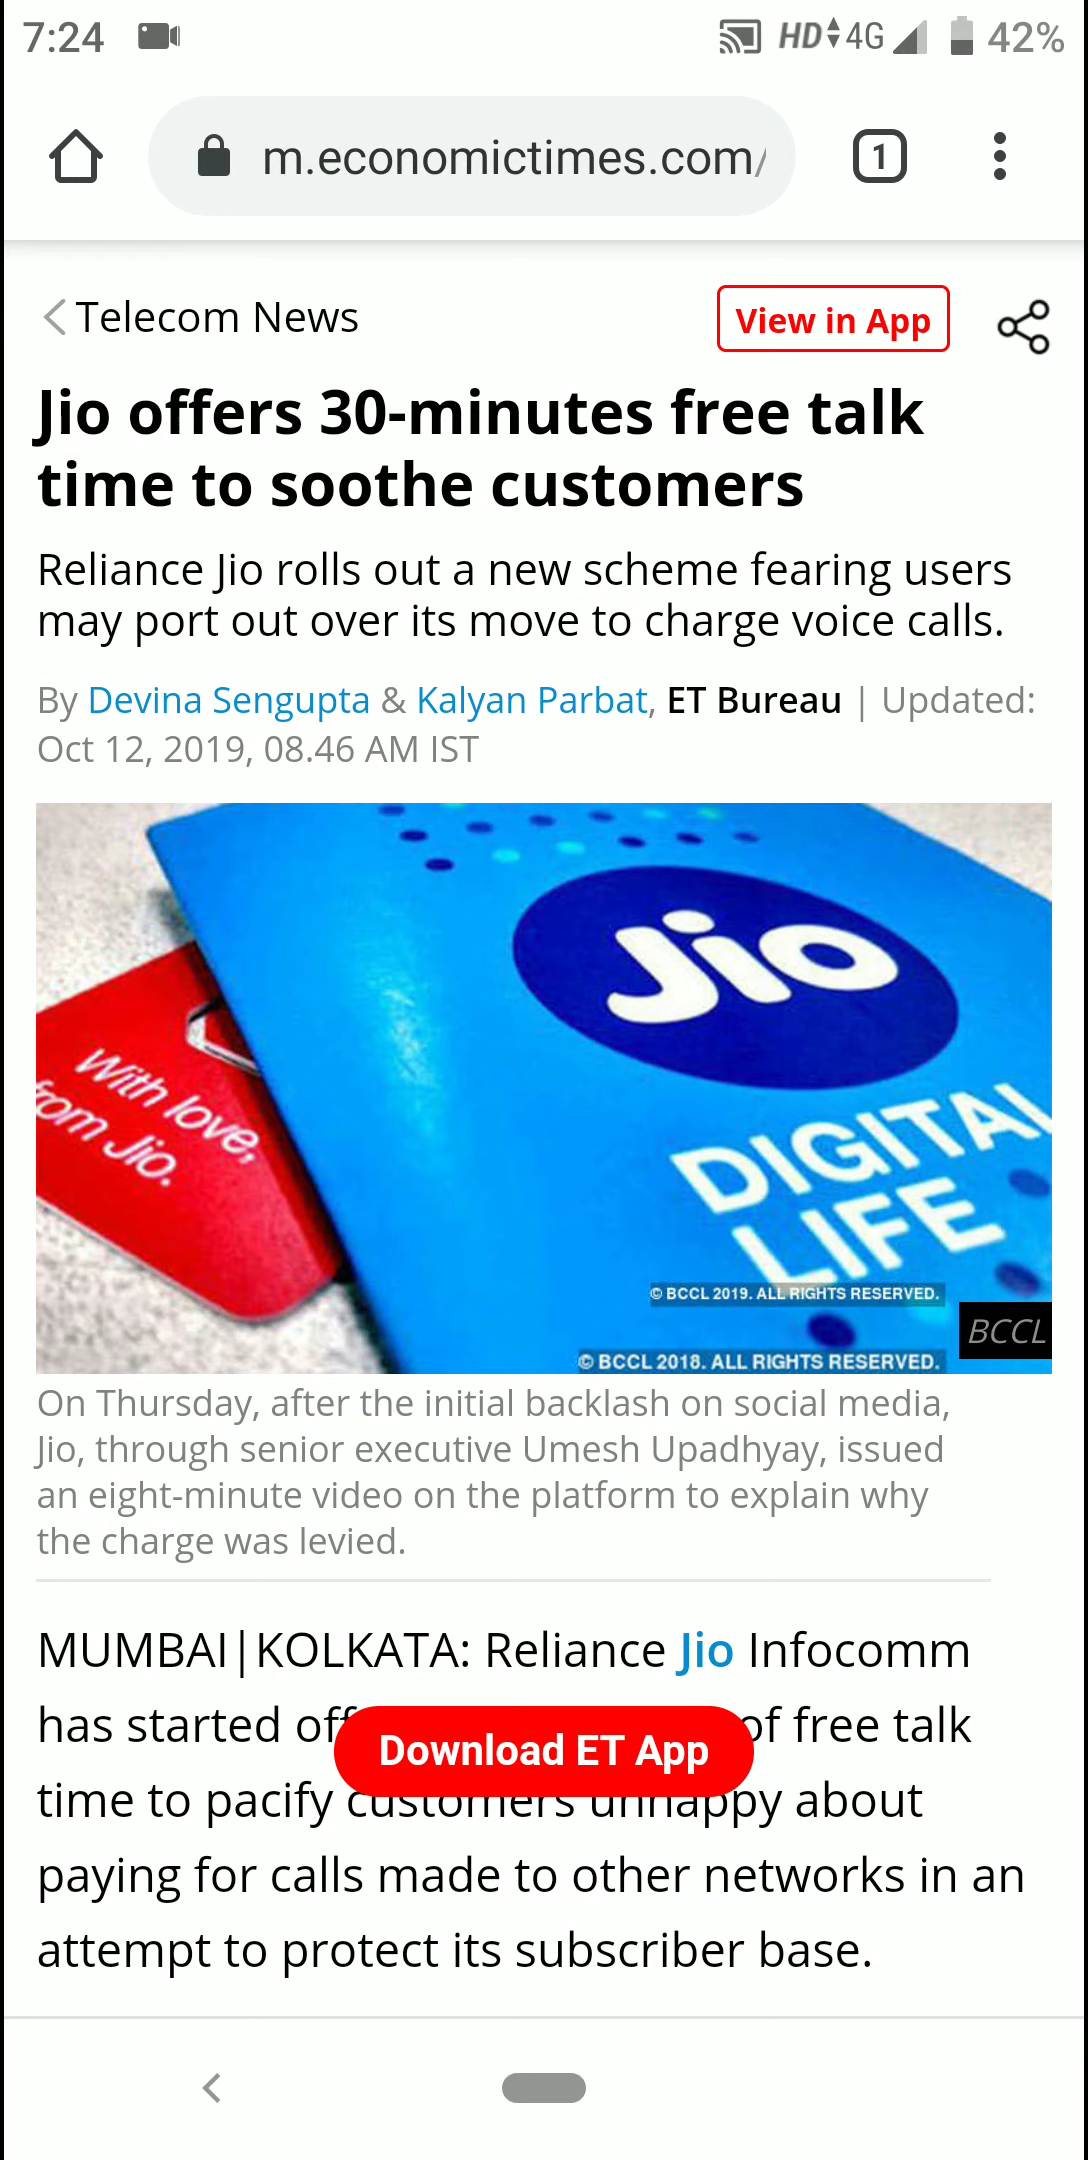 7:24 HD 4G 42%
m.economictimes.com/
1
Telecom News
View in App
Jio offers 30-minutes free talk
time to soothe customers
Reliance Jio rolls out a new scheme fearing users
may port out over its move to charge voice calls.
By Devina Sengupta & Kalyan Parbat, ET Bureau | Updated:
Oct 12, 2019, 08.46 AM IST
Jio
DIGITAL
LIFE
With love,
from Jio.
© BCCL 2019. ALL RIGHTS RESERVED.
BCCL
© BCCL 2018. ALL RIGHTS RESERVED.
On Thursday, after the initial backlash on social media,
Jio, through senior executive Umesh Upadhyay, issued
an eight-minute video on the platform to explain why
the charge was levied.
MUMBAI|KOLKATA: Reliance Jio Infocomm
has started of free talk
Download ET App
time to pacify customers unhappy about
paying for calls made to other networks in an
attempt to protect its subscriber base.